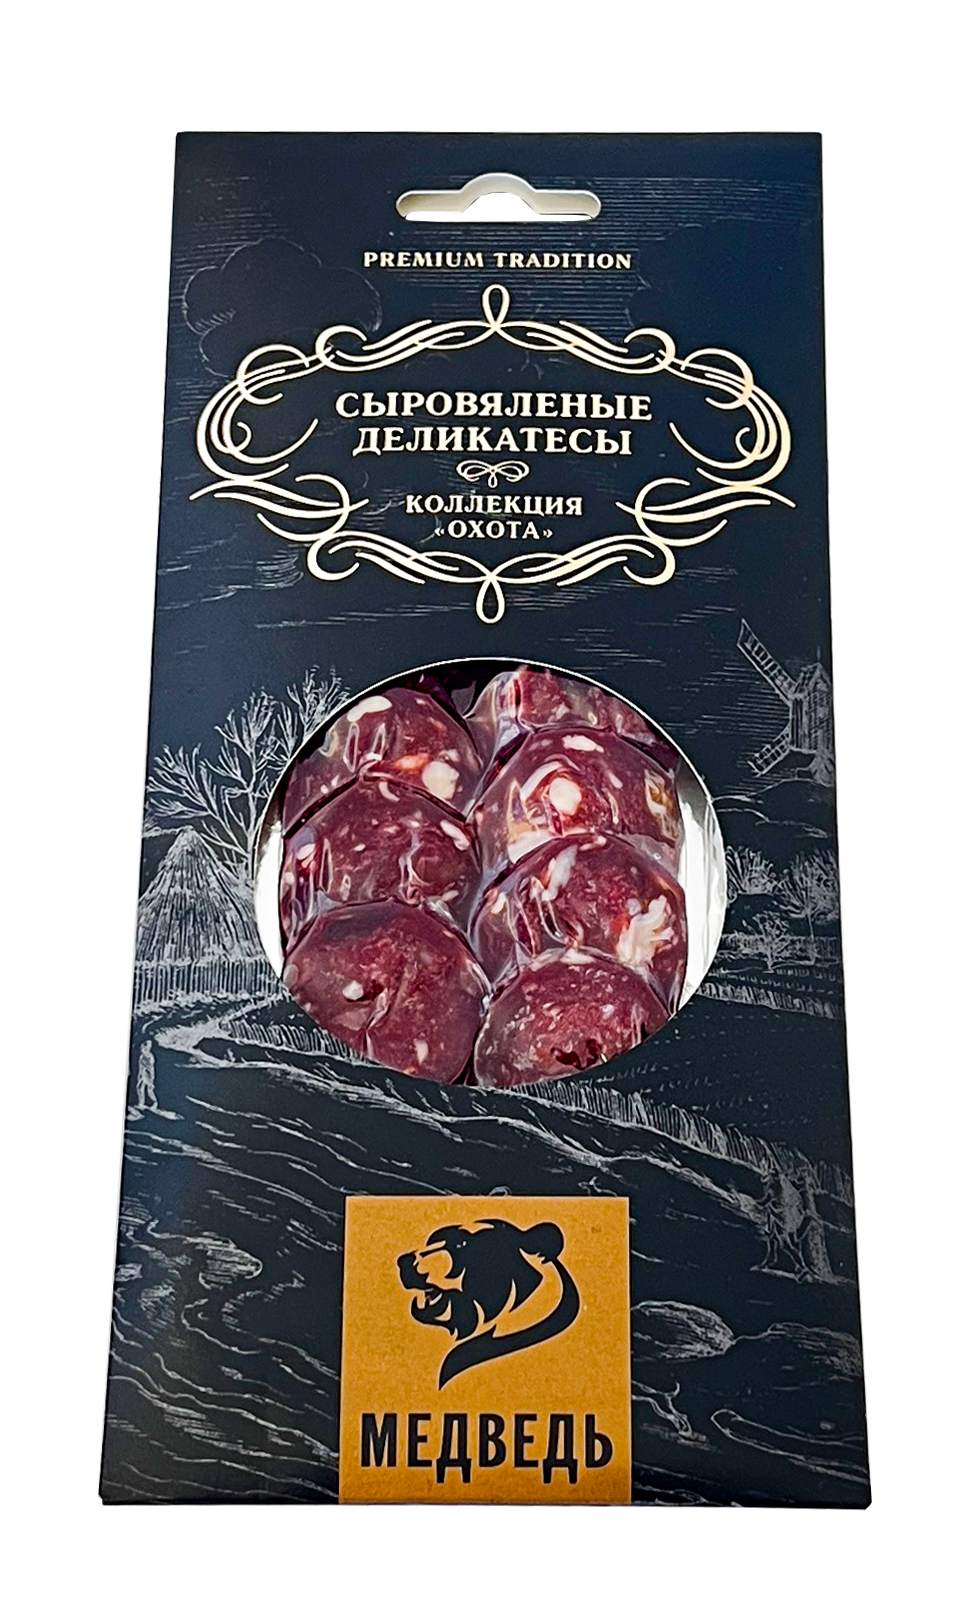 PREMIUM TRADITION
СЫРОВЯЛЕНЫЕ
ДЕЛИКАТЕСЫ
КОЛЛЕКЦИЯ
«ОХОТА»
МЕДВЕДЬ